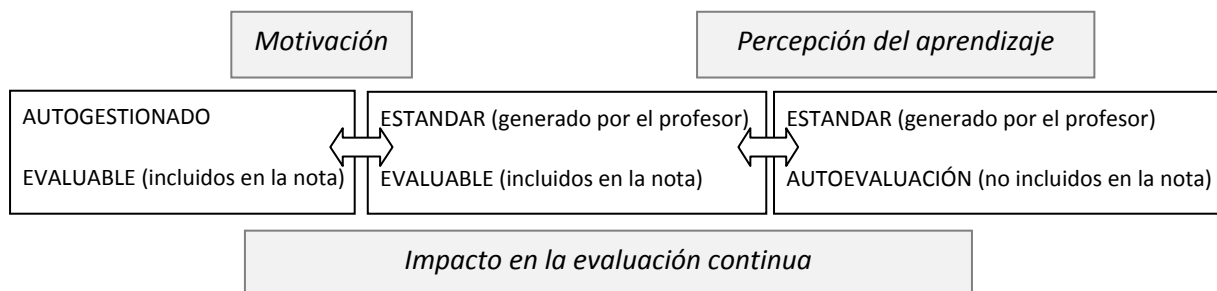 Motivación
Percepción del aprendizaje
AUTOGESTIONADO
EVALUABLE (incluidos en la nota)
ESTANDAR (generado por el profesor)
EVALUABLE (incluidos en la nota)
ESTANDAR (generado por el profesor)
AUTOEVALUACIÓN (no incluidos en la nota)
Impacto en la evaluación continua